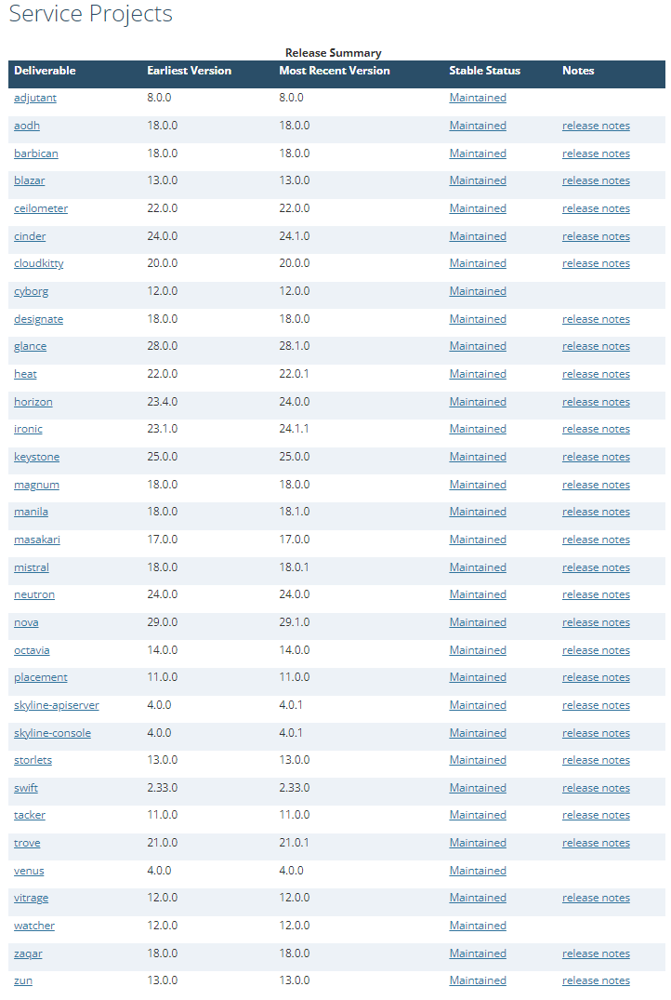 Service Projects
Release Summary
Deliverable Earliest Version Most Recent Version Stable Status Notes
adjutant 8.0.0 8.0.0 Maintained
aodh 18.0.0 18.0.0 Maintained release notes
barbican 18.0.0 18.0.0 Maintained release notes
blazar 13.0.0 13.0.0 Maintained release notes
ceilometer 22.0.0 22.0.0 Maintained release notes
cinder 24.0.0 24.1.0 Maintained release notes
cloudkitty 20.0.0 20.0.0 Maintained release notes
cyborg 12.0.0 12.0.0 Maintained
designate 18.0.0 18.0.0 Maintained release notes
glance 28.0.0 28.1.0 Maintained release notes
heat 22.0.0 22.0.1 Maintained release notes
horizon 23.4.0 24.0.0 Maintained release notes
ironic 23.1.0 24.1.1 Maintained release notes
keystone 25.0.0 25.0.0 Maintained release notes
magnum 18.0.0 18.0.0 Maintained release notes
manila 18.0.0 18.1.0 Maintained release notes
masakari 17.0.0 17.0.0 Maintained release notes
mistral 18.0.0 18.0.1 Maintained release notes
neutron 24.0.0 24.0.0 Maintained release notes
nova 29.0.0 29.1.0 Maintained release notes
octavia 14.0.0 14.0.0 Maintained release notes
placement 11.0.0 11.0.0 Maintained release notes
skyline-apiserver 4.0.0 4.0.1 Maintained release notes
skyline-console 4.0.0 4.0.1 Maintained release notes
storlets 13.0.0 13.0.0 Maintained release notes
swift 2.33.0 2.33.0 Maintained release notes
tacker 11.0.0 11.0.0 Maintained release notes
trove 21.0.0 21.0.1 Maintained release notes
venus 4.0.0 4.0.0 Maintained
vitrage 12.0.0 12.0.0 Maintained release notes
watcher 12.0.0 12.0.0 Maintained
zaqar 18.0.0 18.0.0 Maintained release notes
zun 13.0.0 13.0.0 Maintained release notes